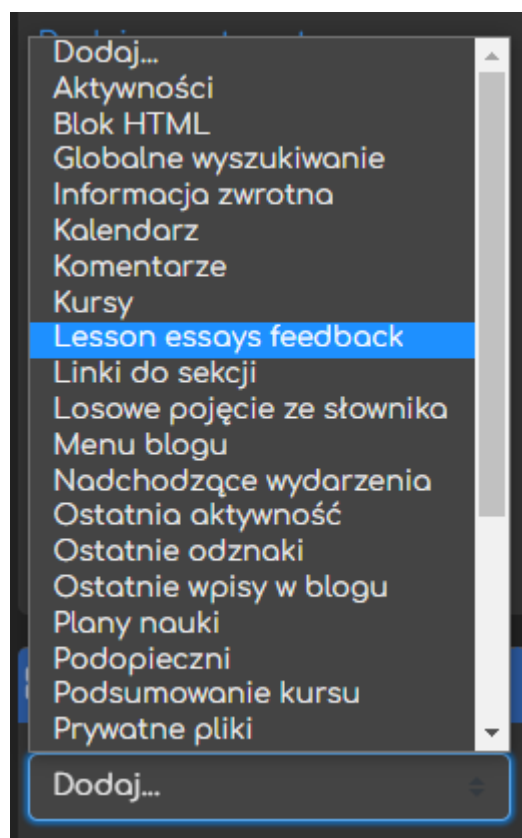 Dodaj...
Aktywności
Blok HTML
Globalne wyszukiwanie
Informacja zwrotna
Kalendarz
Komentarze
Kursy
Lesson essays feedback
Linki do sekcji
Losowe pojęcie ze słownika
Menu blogu
Nadchodzące wydarzenia
Ostatnia aktywność
Ostatnie odznaki
Ostatnie wpisy w blogu
Plany nauki
Podopieczni
Podsumowanie kursu
Prywatne pliki
Dodaj...